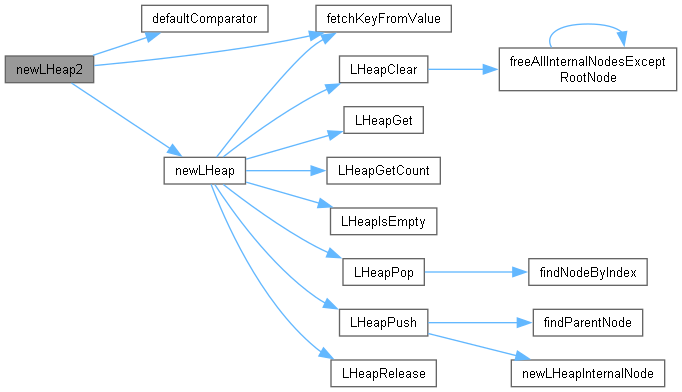 newLHeap2
defaultComparator
fetchKeyFromValue
newLHeap
LHeapClear
freeAllInternalNodesExcept
RootNode
LHeapGet
LHeapGetCount
LHeapIsEmpty
LHeapPop
findNodeByIndex
LHeapPush
findParentNode
newLHeapInternalNode
LHeapRelease